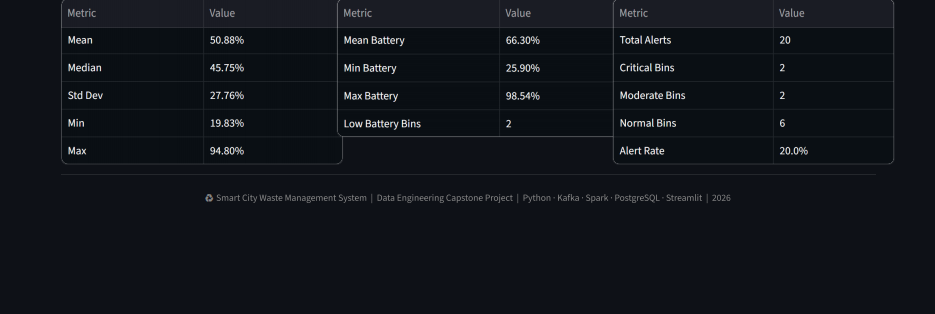 Metric Value Metric Value Metric Value
Mean 50.88% Mean Battery 66.30% Total Alerts 20
Median 45.75% Min Battery 25.90% Critical Bins 2
Std Dev 27.76% Max Battery 98.54% Moderate Bins 2
Min 19.83% Low Battery Bins 2 Normal Bins 6
Max 94.80% Alert Rate 20.0%
♻ Smart City Waste Management System | Data Engineering Capstone Project | Python · Kafka · Spark · PostgreSQL · Streamlit | 2026